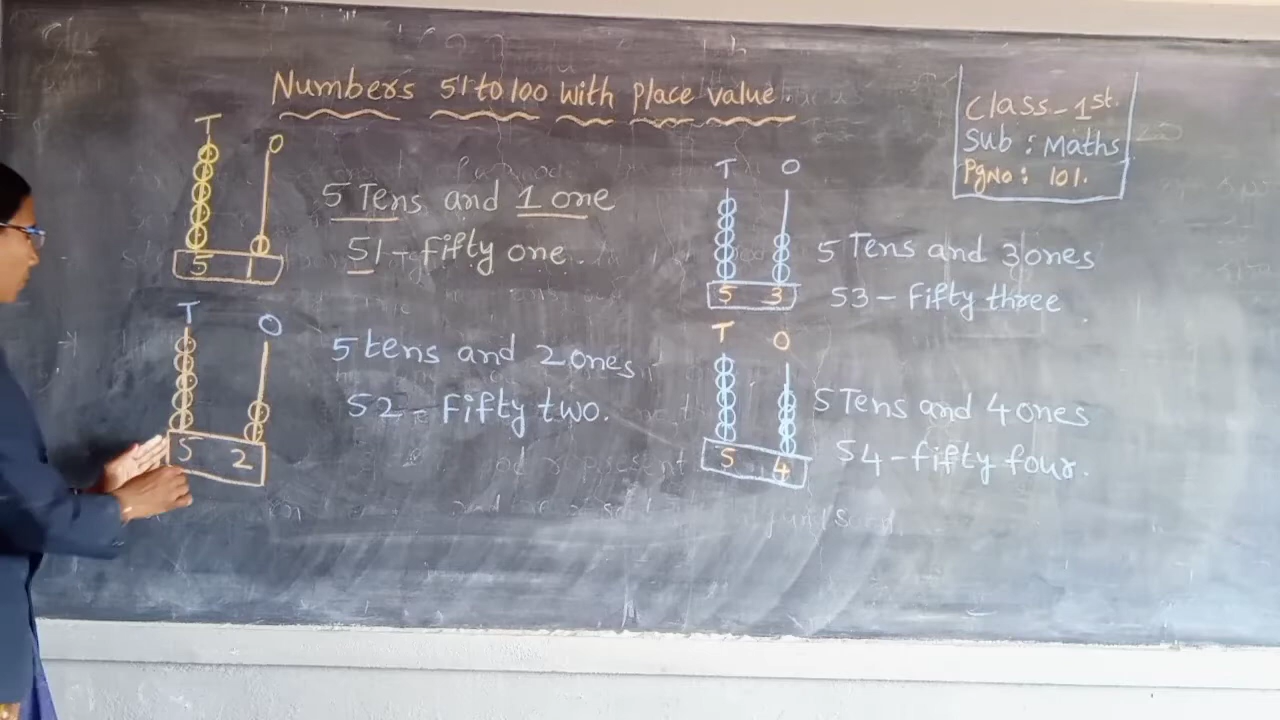 Numbers 51 to 100 with place value.
Class - 1st.
Sub : Maths
Pg No : 101.
T O
5 Tens and 1 one
51 - fifty one.
5 1
T O
5 tens and 2 ones
52 - Fifty two.
5 2
T O
5 Tens and 3 ones
53 - Fifty three
5 3
T O
5 Tens and 4 ones
54 - fifty four.
5 4